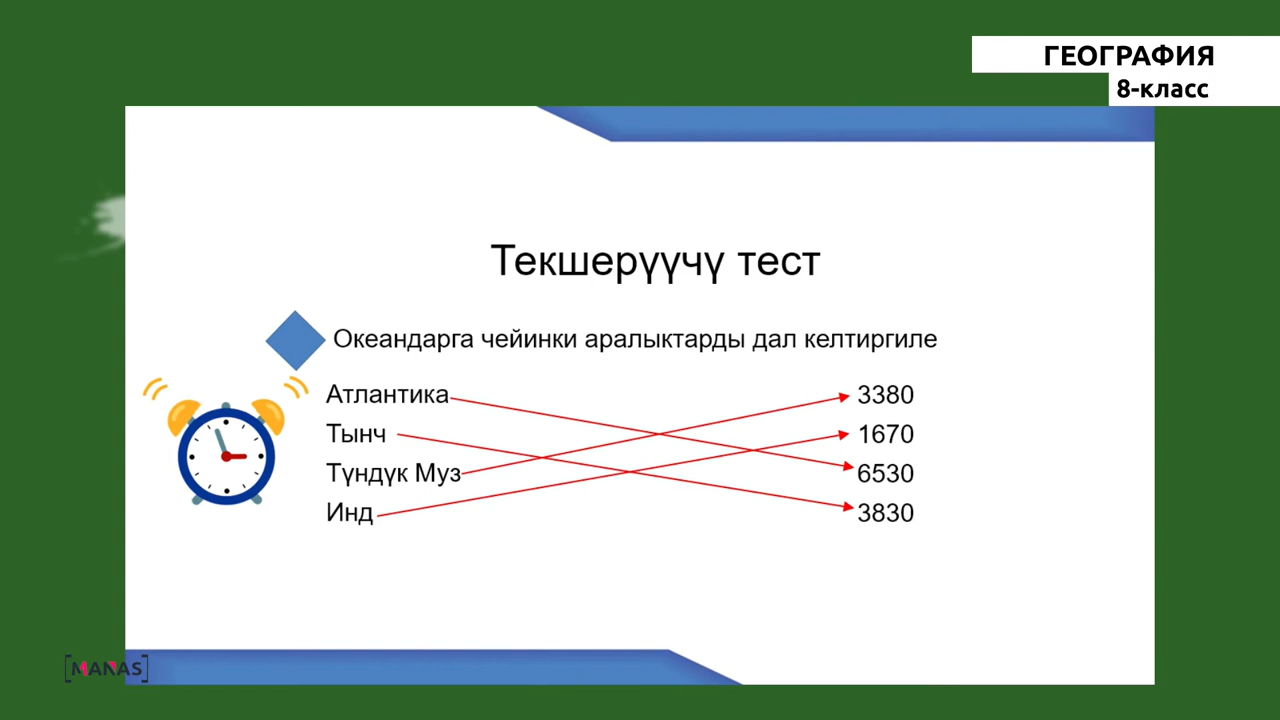 ГЕОГРАФИЯ
8-класс
Текшерүүчү тест
Океандарга чейинки аралыктарды дал келтиргиле
Атлантика 3380
Тынч 1670
Түндүк Муз 6530
Инд 3830
[MANAS]